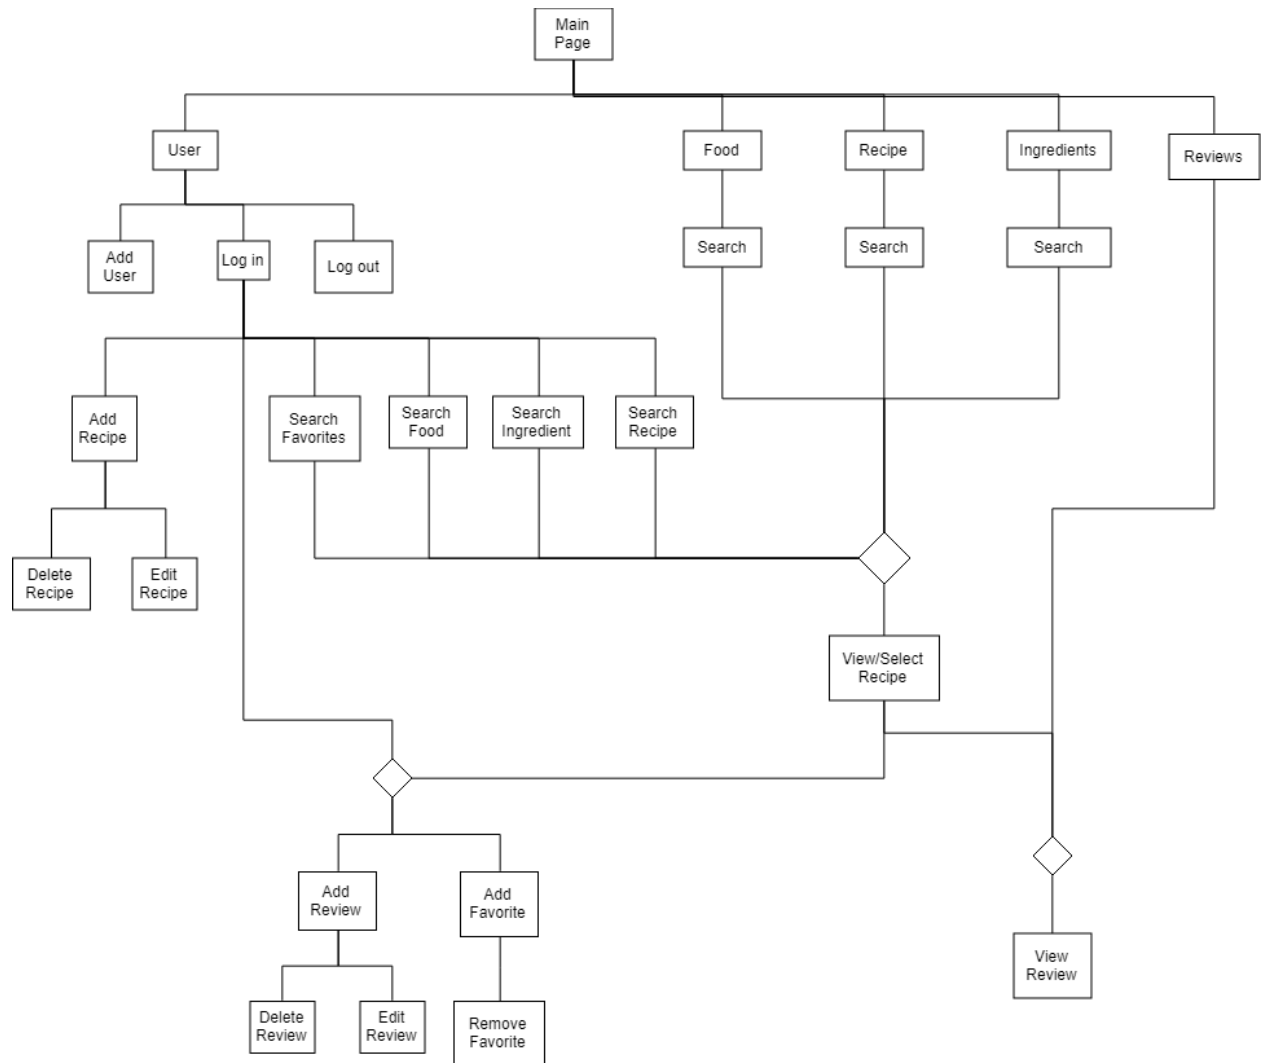 Main
Page
User
Food
Recipe
Ingredients
Reviews
Search
Search
Search
Add
User
Log in
Log out
Add
Recipe
Search
Favorites
Search
Food
Search
Ingredient
Search
Recipe
Delete
Recipe
Edit
Recipe
View/Select
Recipe
Add
Review
Add
Favorite
View
Review
Delete
Review
Edit
Review
Remove
Favorite